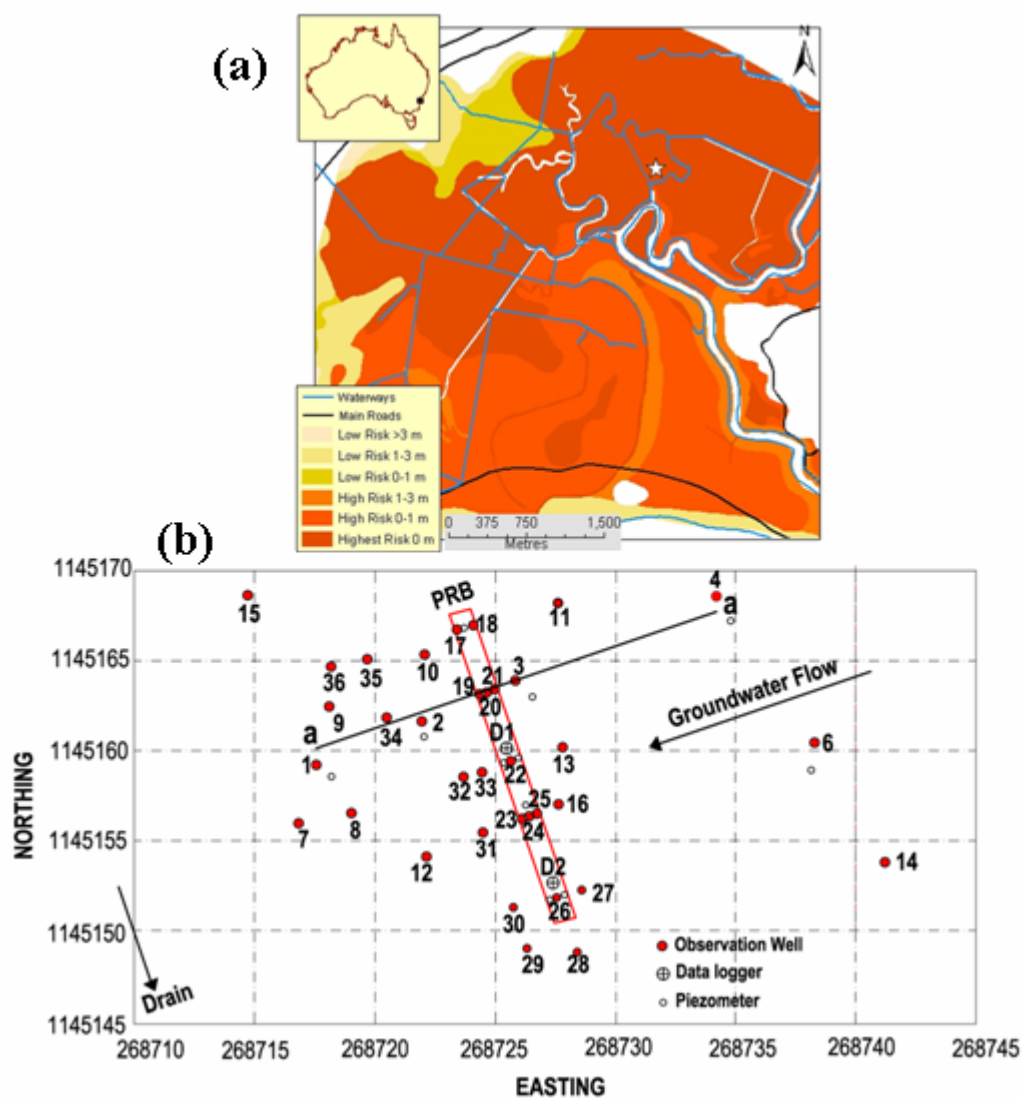 (a)
N
Waterways
Main Roads
Low Risk >3 m
Low Risk 1-3 m
Low Risk 0-1 m
High Risk 1-3 m
High Risk 0-1 m
Highest Risk 0 m
0 375 750 1,500
Metres
(b)
1145170
1145165
1145160
1145155
1145150
1145145
NORTHING
PRB
15
17
18
11
4
a
36
35
10
19
21
3
20
9
34
2
D1
Groundwater Flow
6
a
1
22
13
32
33
25
16
23
24
7
8
31
12
D2
27
14
26
30
29
28
Observation Well
Data logger
Piezometer
Drain
268710 268715 268720 268725 268730 268735 268740 268745
EASTING